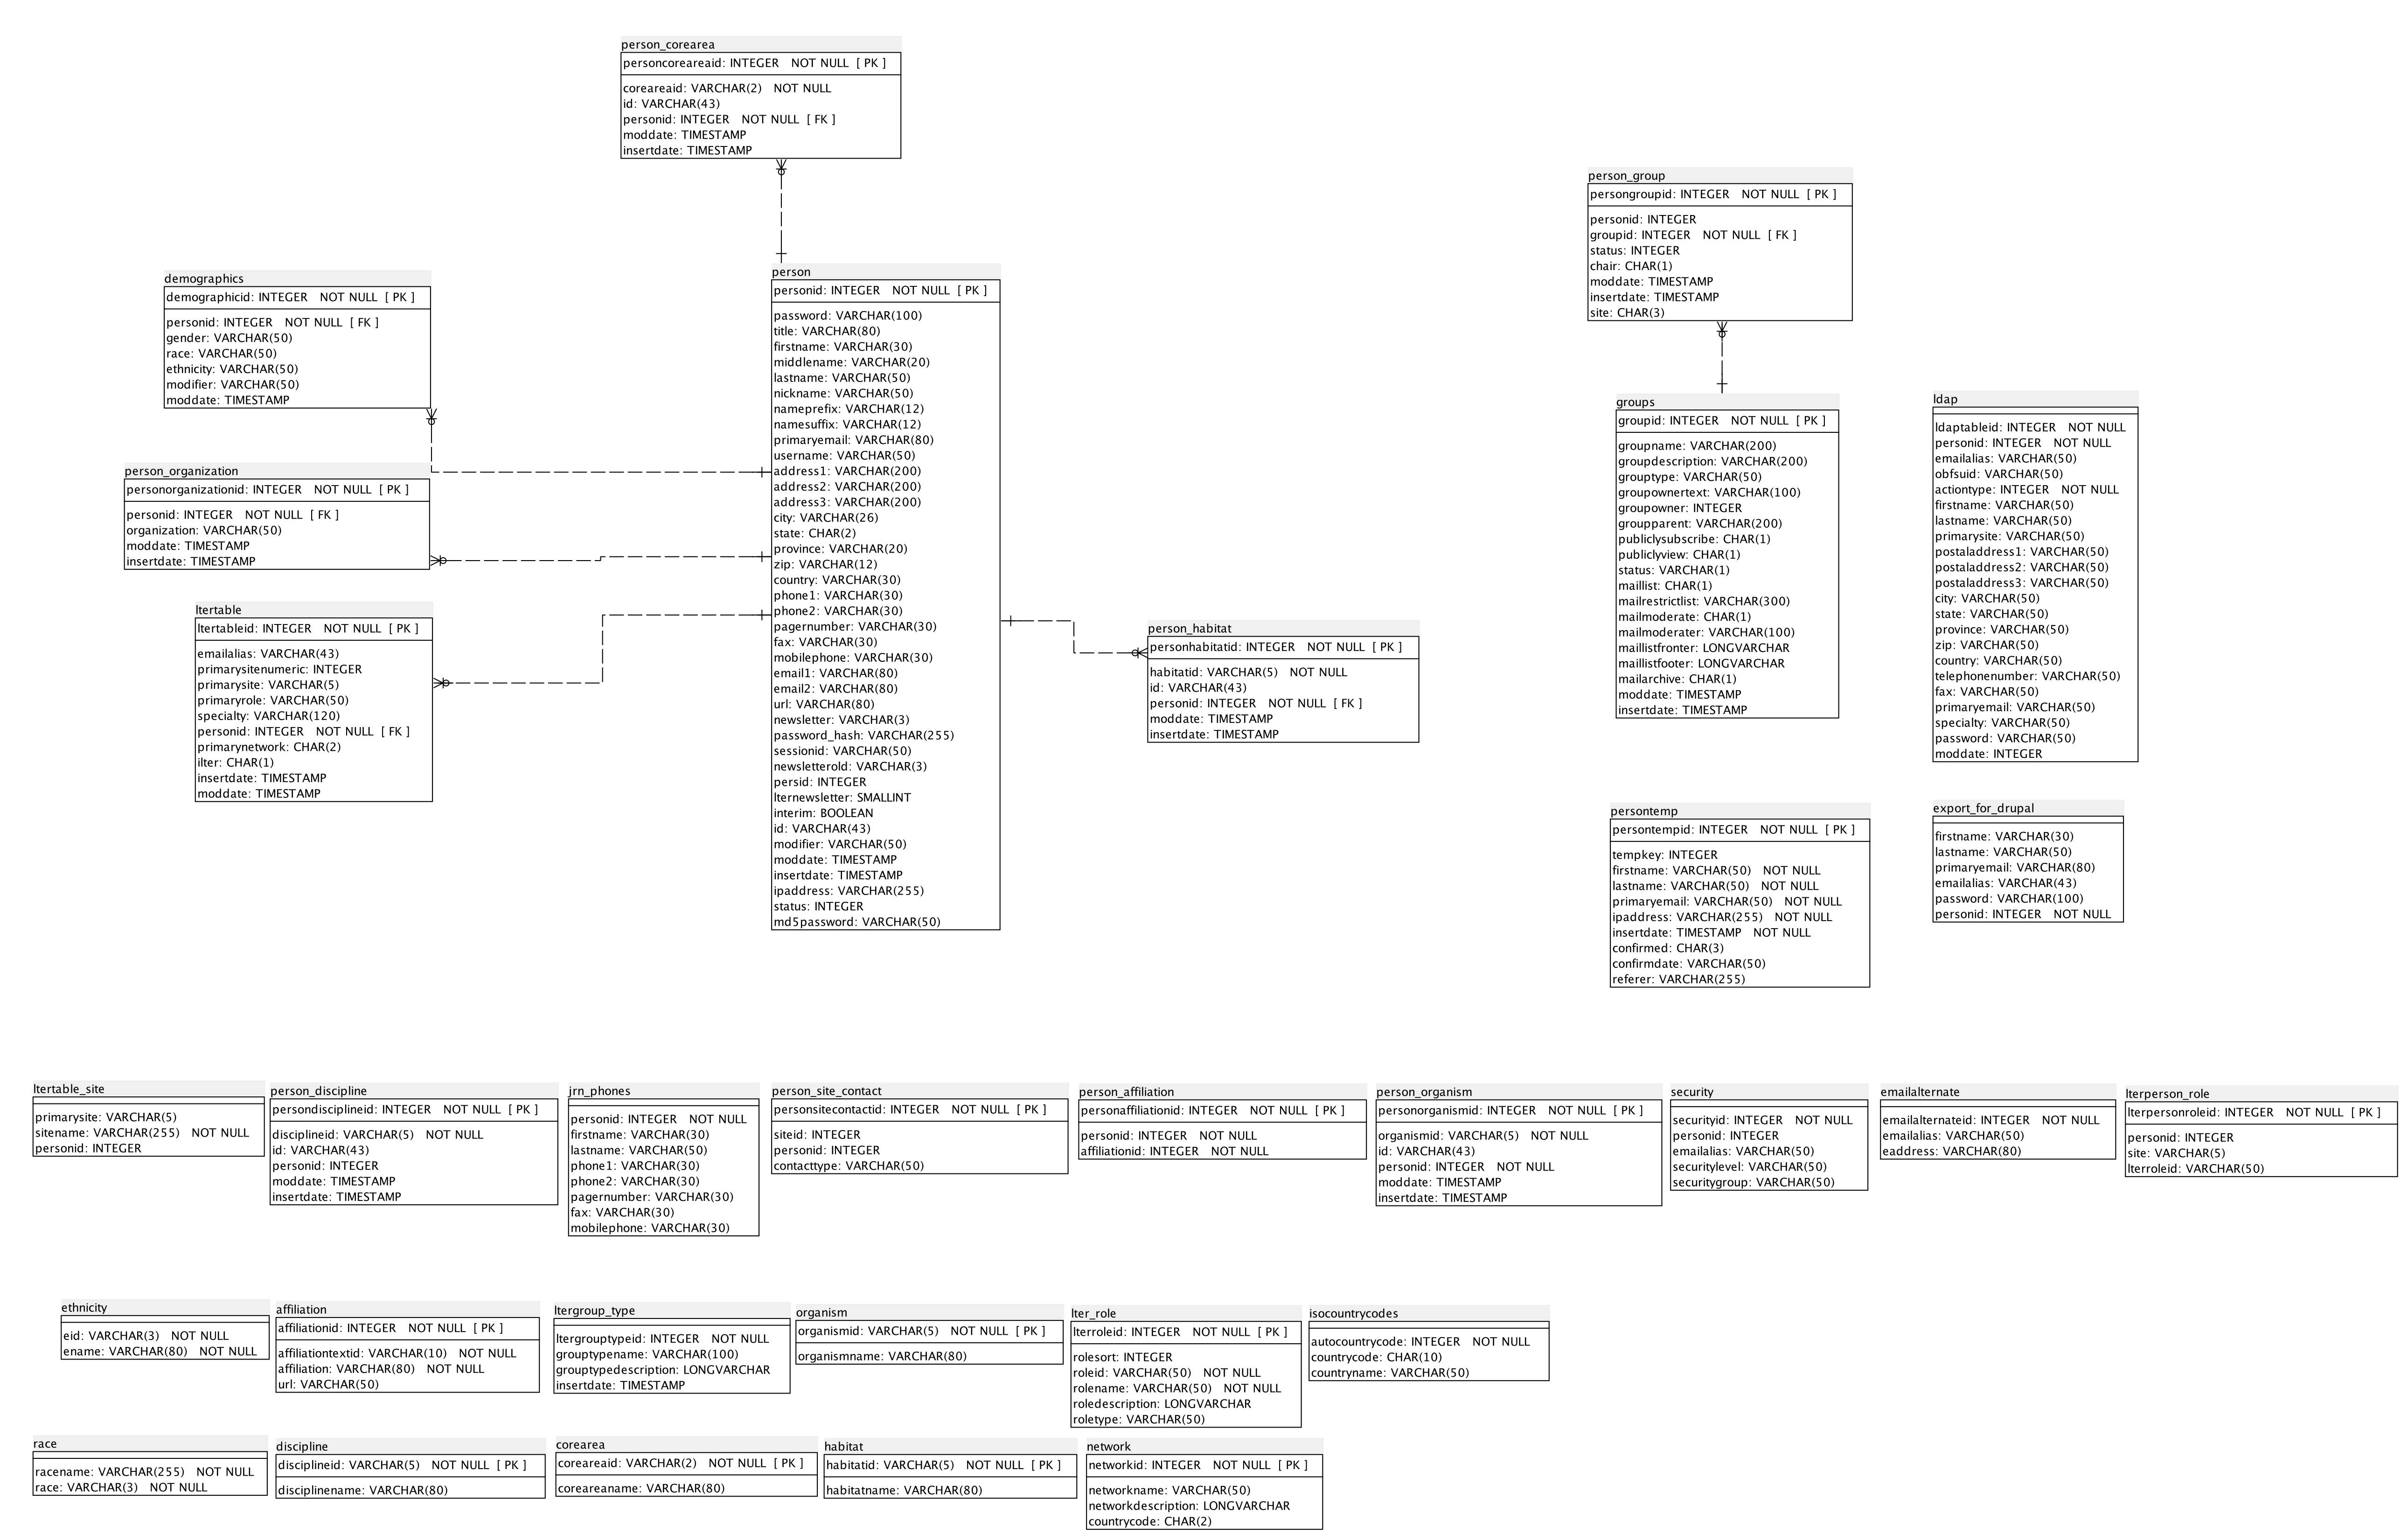 person_corearea
personcoreareaid: INTEGER   NOT NULL  [ PK ]
coreareaid: VARCHAR(2)   NOT NULL
id: VARCHAR(43)
personid: INTEGER   NOT NULL  [ FK ]
moddate: TIMESTAMP
insertdate: TIMESTAMP
person_group
persongroupid: INTEGER   NOT NULL  [ PK ]
personid: INTEGER
groupid: INTEGER   NOT NULL  [ FK ]
status: INTEGER
chair: CHAR(1)
moddate: TIMESTAMP
insertdate: TIMESTAMP
site: CHAR(3)
demographics
demographicid: INTEGER   NOT NULL  [ PK ]
personid: INTEGER   NOT NULL  [ FK ]
gender: VARCHAR(50)
race: VARCHAR(50)
ethnicity: VARCHAR(50)
modifier: VARCHAR(50)
moddate: TIMESTAMP
person_organization
personorganizationid: INTEGER   NOT NULL  [ PK ]
personid: INTEGER   NOT NULL  [ FK ]
organization: VARCHAR(50)
moddate: TIMESTAMP
insertdate: TIMESTAMP
ltertable
ltertableid: INTEGER   NOT NULL  [ PK ]
emailalias: VARCHAR(43)
primarysitenumeric: INTEGER
primarysite: VARCHAR(5)
primaryrole: VARCHAR(50)
specialty: VARCHAR(120)
personid: INTEGER   NOT NULL  [ FK ]
primarynetwork: CHAR(2)
ilter: CHAR(1)
insertdate: TIMESTAMP
moddate: TIMESTAMP
person
personid: INTEGER   NOT NULL  [ PK ]
password: VARCHAR(100)
title: VARCHAR(80)
firstname: VARCHAR(30)
middlename: VARCHAR(20)
lastname: VARCHAR(50)
nickname: VARCHAR(50)
nameprefix: VARCHAR(12)
namesuffix: VARCHAR(12)
primaryemail: VARCHAR(80)
username: VARCHAR(50)
address1: VARCHAR(200)
address2: VARCHAR(200)
address3: VARCHAR(200)
city: VARCHAR(26)
state: CHAR(2)
province: VARCHAR(20)
zip: VARCHAR(12)
country: VARCHAR(30)
phone1: VARCHAR(30)
phone2: VARCHAR(30)
pagernumber: VARCHAR(30)
fax: VARCHAR(30)
mobilephone: VARCHAR(30)
email1: VARCHAR(80)
email2: VARCHAR(80)
url: VARCHAR(80)
newsletter: VARCHAR(3)
password_hash: VARCHAR(255)
sessionid: VARCHAR(50)
newsletterold: VARCHAR(3)
persid: INTEGER
lternewsletter: SMALLINT
interim: BOOLEAN
id: VARCHAR(43)
modifier: VARCHAR(50)
moddate: TIMESTAMP
insertdate: TIMESTAMP
ipaddress: VARCHAR(255)
status: INTEGER
md5password: VARCHAR(50)
person_habitat
personhabitatid: INTEGER   NOT NULL  [ PK ]
habitatid: VARCHAR(5)   NOT NULL
id: VARCHAR(43)
personid: INTEGER   NOT NULL  [ FK ]
moddate: TIMESTAMP
insertdate: TIMESTAMP
groups
groupid: INTEGER   NOT NULL  [ PK ]
groupname: VARCHAR(200)
groupdescription: VARCHAR(200)
grouptype: VARCHAR(50)
groupownertext: VARCHAR(100)
groupowner: INTEGER
groupparent: VARCHAR(200)
publiclysubscribe: CHAR(1)
publiclyview: CHAR(1)
status: VARCHAR(1)
maillist: CHAR(1)
mailrestrictlist: VARCHAR(300)
mailmoderate: CHAR(1)
mailmoderater: VARCHAR(100)
maillistfronter: LONGVARCHAR
maillistfooter: LONGVARCHAR
mailarchive: CHAR(1)
moddate: TIMESTAMP
insertdate: TIMESTAMP
ldap
ldaptableid: INTEGER   NOT NULL
personid: INTEGER   NOT NULL
emailalias: VARCHAR(50)
obfsuid: VARCHAR(50)
actiontype: INTEGER   NOT NULL
firstname: VARCHAR(50)
lastname: VARCHAR(50)
primarysite: VARCHAR(50)
postaladdress1: VARCHAR(50)
postaladdress2: VARCHAR(50)
postaladdress3: VARCHAR(50)
city: VARCHAR(50)
state: VARCHAR(50)
province: VARCHAR(50)
zip: VARCHAR(50)
country: VARCHAR(50)
telephonenumber: VARCHAR(50)
fax: VARCHAR(50)
primaryemail: VARCHAR(50)
specialty: VARCHAR(50)
password: VARCHAR(50)
moddate: INTEGER
persontemp
persontempid: INTEGER   NOT NULL  [ PK ]
tempkey: INTEGER
firstname: VARCHAR(50)   NOT NULL
lastname: VARCHAR(50)   NOT NULL
primaryemail: VARCHAR(50)   NOT NULL
ipaddress: VARCHAR(255)   NOT NULL
insertdate: TIMESTAMP   NOT NULL
confirmed: CHAR(3)
confirmdate: VARCHAR(50)
referer: VARCHAR(255)
export_for_drupal
firstname: VARCHAR(30)
lastname: VARCHAR(50)
primaryemail: VARCHAR(80)
emailalias: VARCHAR(43)
password: VARCHAR(100)
personid: INTEGER   NOT NULL
ltertable_site
primarysite: VARCHAR(5)
sitename: VARCHAR(255)   NOT NULL
personid: INTEGER
person_discipline
persondisciplineid: INTEGER   NOT NULL  [ PK ]
disciplineid: VARCHAR(5)   NOT NULL
id: VARCHAR(43)
personid: INTEGER
moddate: TIMESTAMP
insertdate: TIMESTAMP
jrn_phones
personid: INTEGER   NOT NULL
firstname: VARCHAR(30)
lastname: VARCHAR(50)
phone1: VARCHAR(30)
phone2: VARCHAR(30)
pagernumber: VARCHAR(30)
fax: VARCHAR(30)
mobilephone: VARCHAR(30)
person_site_contact
personsitecontactid: INTEGER   NOT NULL  [ PK ]
siteid: INTEGER
personid: INTEGER
contacttype: VARCHAR(50)
person_affiliation
personaffiliationid: INTEGER   NOT NULL  [ PK ]
personid: INTEGER   NOT NULL
affiliationid: INTEGER   NOT NULL
person_organism
personorganismid: INTEGER   NOT NULL  [ PK ]
organismid: VARCHAR(5)   NOT NULL
id: VARCHAR(43)
personid: INTEGER   NOT NULL
moddate: TIMESTAMP
insertdate: TIMESTAMP
security
securityid: INTEGER   NOT NULL
personid: INTEGER
emailalias: VARCHAR(50)
securitylevel: VARCHAR(50)
securitygroup: VARCHAR(50)
emailalternate
emailalternateid: INTEGER   NOT NULL
emailalias: VARCHAR(50)
eaddress: VARCHAR(80)
lterperson_role
lterpersonroleid: INTEGER   NOT NULL  [ PK ]
personid: INTEGER
site: VARCHAR(5)
lterroleid: VARCHAR(50)
ethnicity
eid: VARCHAR(3)   NOT NULL
ename: VARCHAR(80)   NOT NULL
affiliation
affiliationid: INTEGER   NOT NULL  [ PK ]
affiliationtextid: VARCHAR(10)   NOT NULL
affiliation: VARCHAR(80)   NOT NULL
url: VARCHAR(50)
ltergroup_type
ltergrouptypeid: INTEGER   NOT NULL
grouptypename: VARCHAR(100)
grouptypedescription: LONGVARCHAR
insertdate: TIMESTAMP
organism
organismid: VARCHAR(5)   NOT NULL  [ PK ]
organismname: VARCHAR(80)
lter_role
lterroleid: INTEGER   NOT NULL  [ PK ]
rolesort: INTEGER
roleid: VARCHAR(50)   NOT NULL
rolename: VARCHAR(50)   NOT NULL
roledescription: LONGVARCHAR
roletype: VARCHAR(50)
isocountrycodes
autocountrycode: INTEGER   NOT NULL
countrycode: CHAR(10)
countryname: VARCHAR(50)
race
racename: VARCHAR(255)   NOT NULL
race: VARCHAR(3)   NOT NULL
discipline
disciplineid: VARCHAR(5)   NOT NULL  [ PK ]
disciplinename: VARCHAR(80)
corearea
coreareaid: VARCHAR(2)   NOT NULL  [ PK ]
coreareaname: VARCHAR(80)
habitat
habitatid: VARCHAR(5)   NOT NULL  [ PK ]
habitatname: VARCHAR(80)
network
networkid: INTEGER   NOT NULL  [ PK ]
networkname: VARCHAR(50)
networkdescription: LONGVARCHAR
countrycode: CHAR(2)